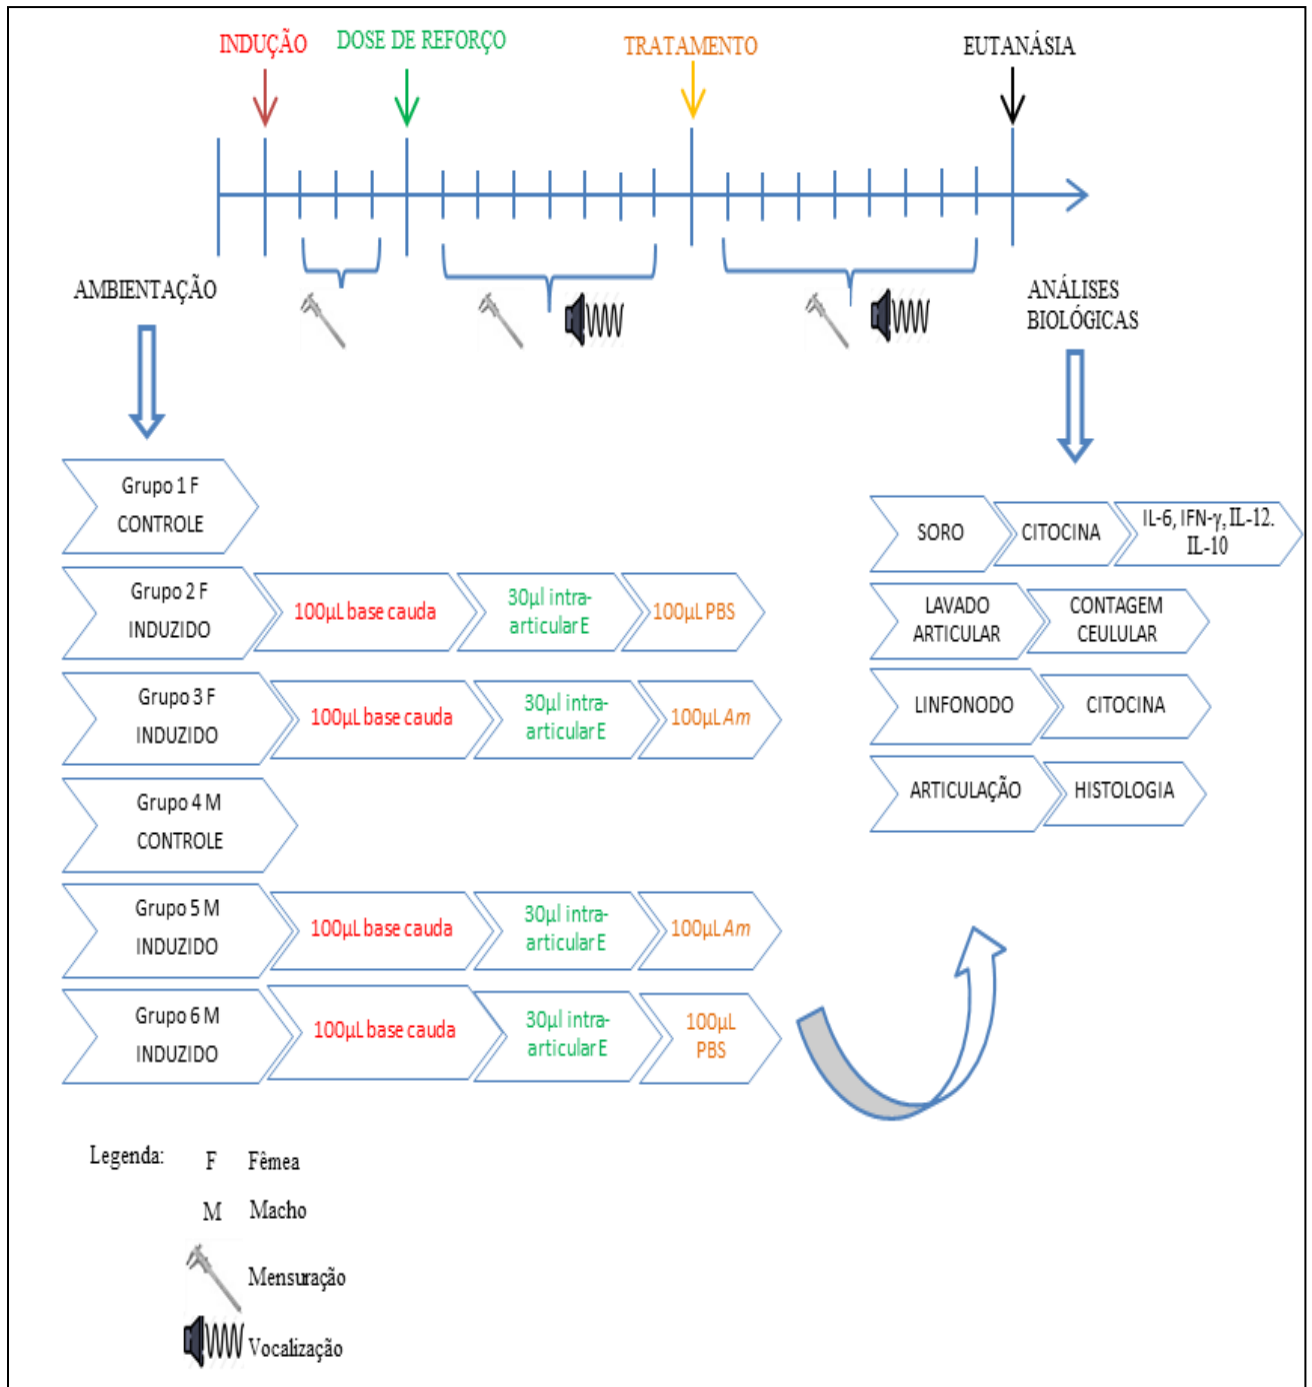 INDUÇÃO
DOSE DE REFORÇO
TRATAMENTO
EUTANÁSIA
AMBIENTAÇÃO
ANÁLISES
BIOLÓGICAS
Grupo 1 F
CONTROLE
Grupo 2 F
INDUZIDO
100µL base cauda
30µl intra-
articular E
100µL PBS
Grupo 3 F
INDUZIDO
100µL base cauda
30µl intra-
articular E
100µL Am
Grupo 4 M
CONTROLE
Grupo 5 M
INDUZIDO
100µL base cauda
30µl intra-
articular E
100µL Am
Grupo 6 M
INDUZIDO
100µL base cauda
30µl intra-
articular E
100µL
PBS
SORO
CITOCINA
IL-6, IFN-γ, IL-12.
IL-10
LAVADO
ARTICULAR
CONTAGEM
CEULULAR
LINFONODO
CITOCINA
ARTICULAÇÃO
HISTOLOGIA
Legenda:
F Fêmea
M Macho
Mensuração
Vocalização